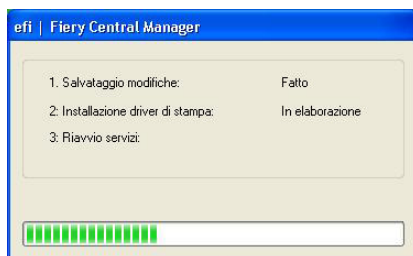 efi | Fiery Central Manager
1. Salvataggio modifiche: Fatto
2: Installazione driver di stampa: In elaborazione
3: Riavvio servizi: